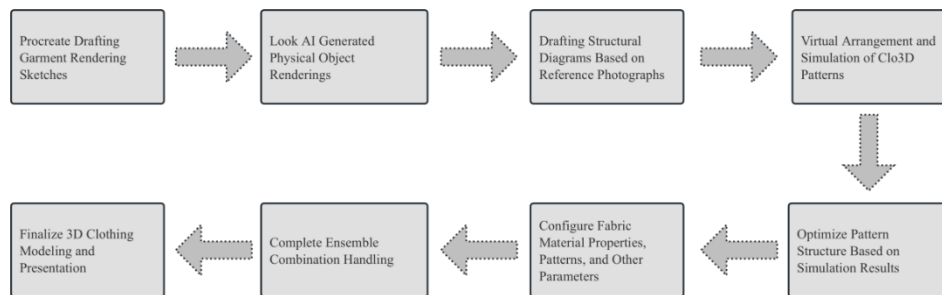 Procreate Drafting
Garment Rendering
Sketches
Look AI Generated
Physical Object
Renderings
Drafting Structural
Diagrams Based on
Reference Photographs
Virtual Arrangement and
Simulation of Clo3D
Patterns
Optimize Pattern
Structure Based on
Simulation Results
Configure Fabric
Material Properties,
Patterns, and Other
Parameters
Complete Ensemble
Combination Handling
Finalize 3D Clothing
Modeling and
Presentation